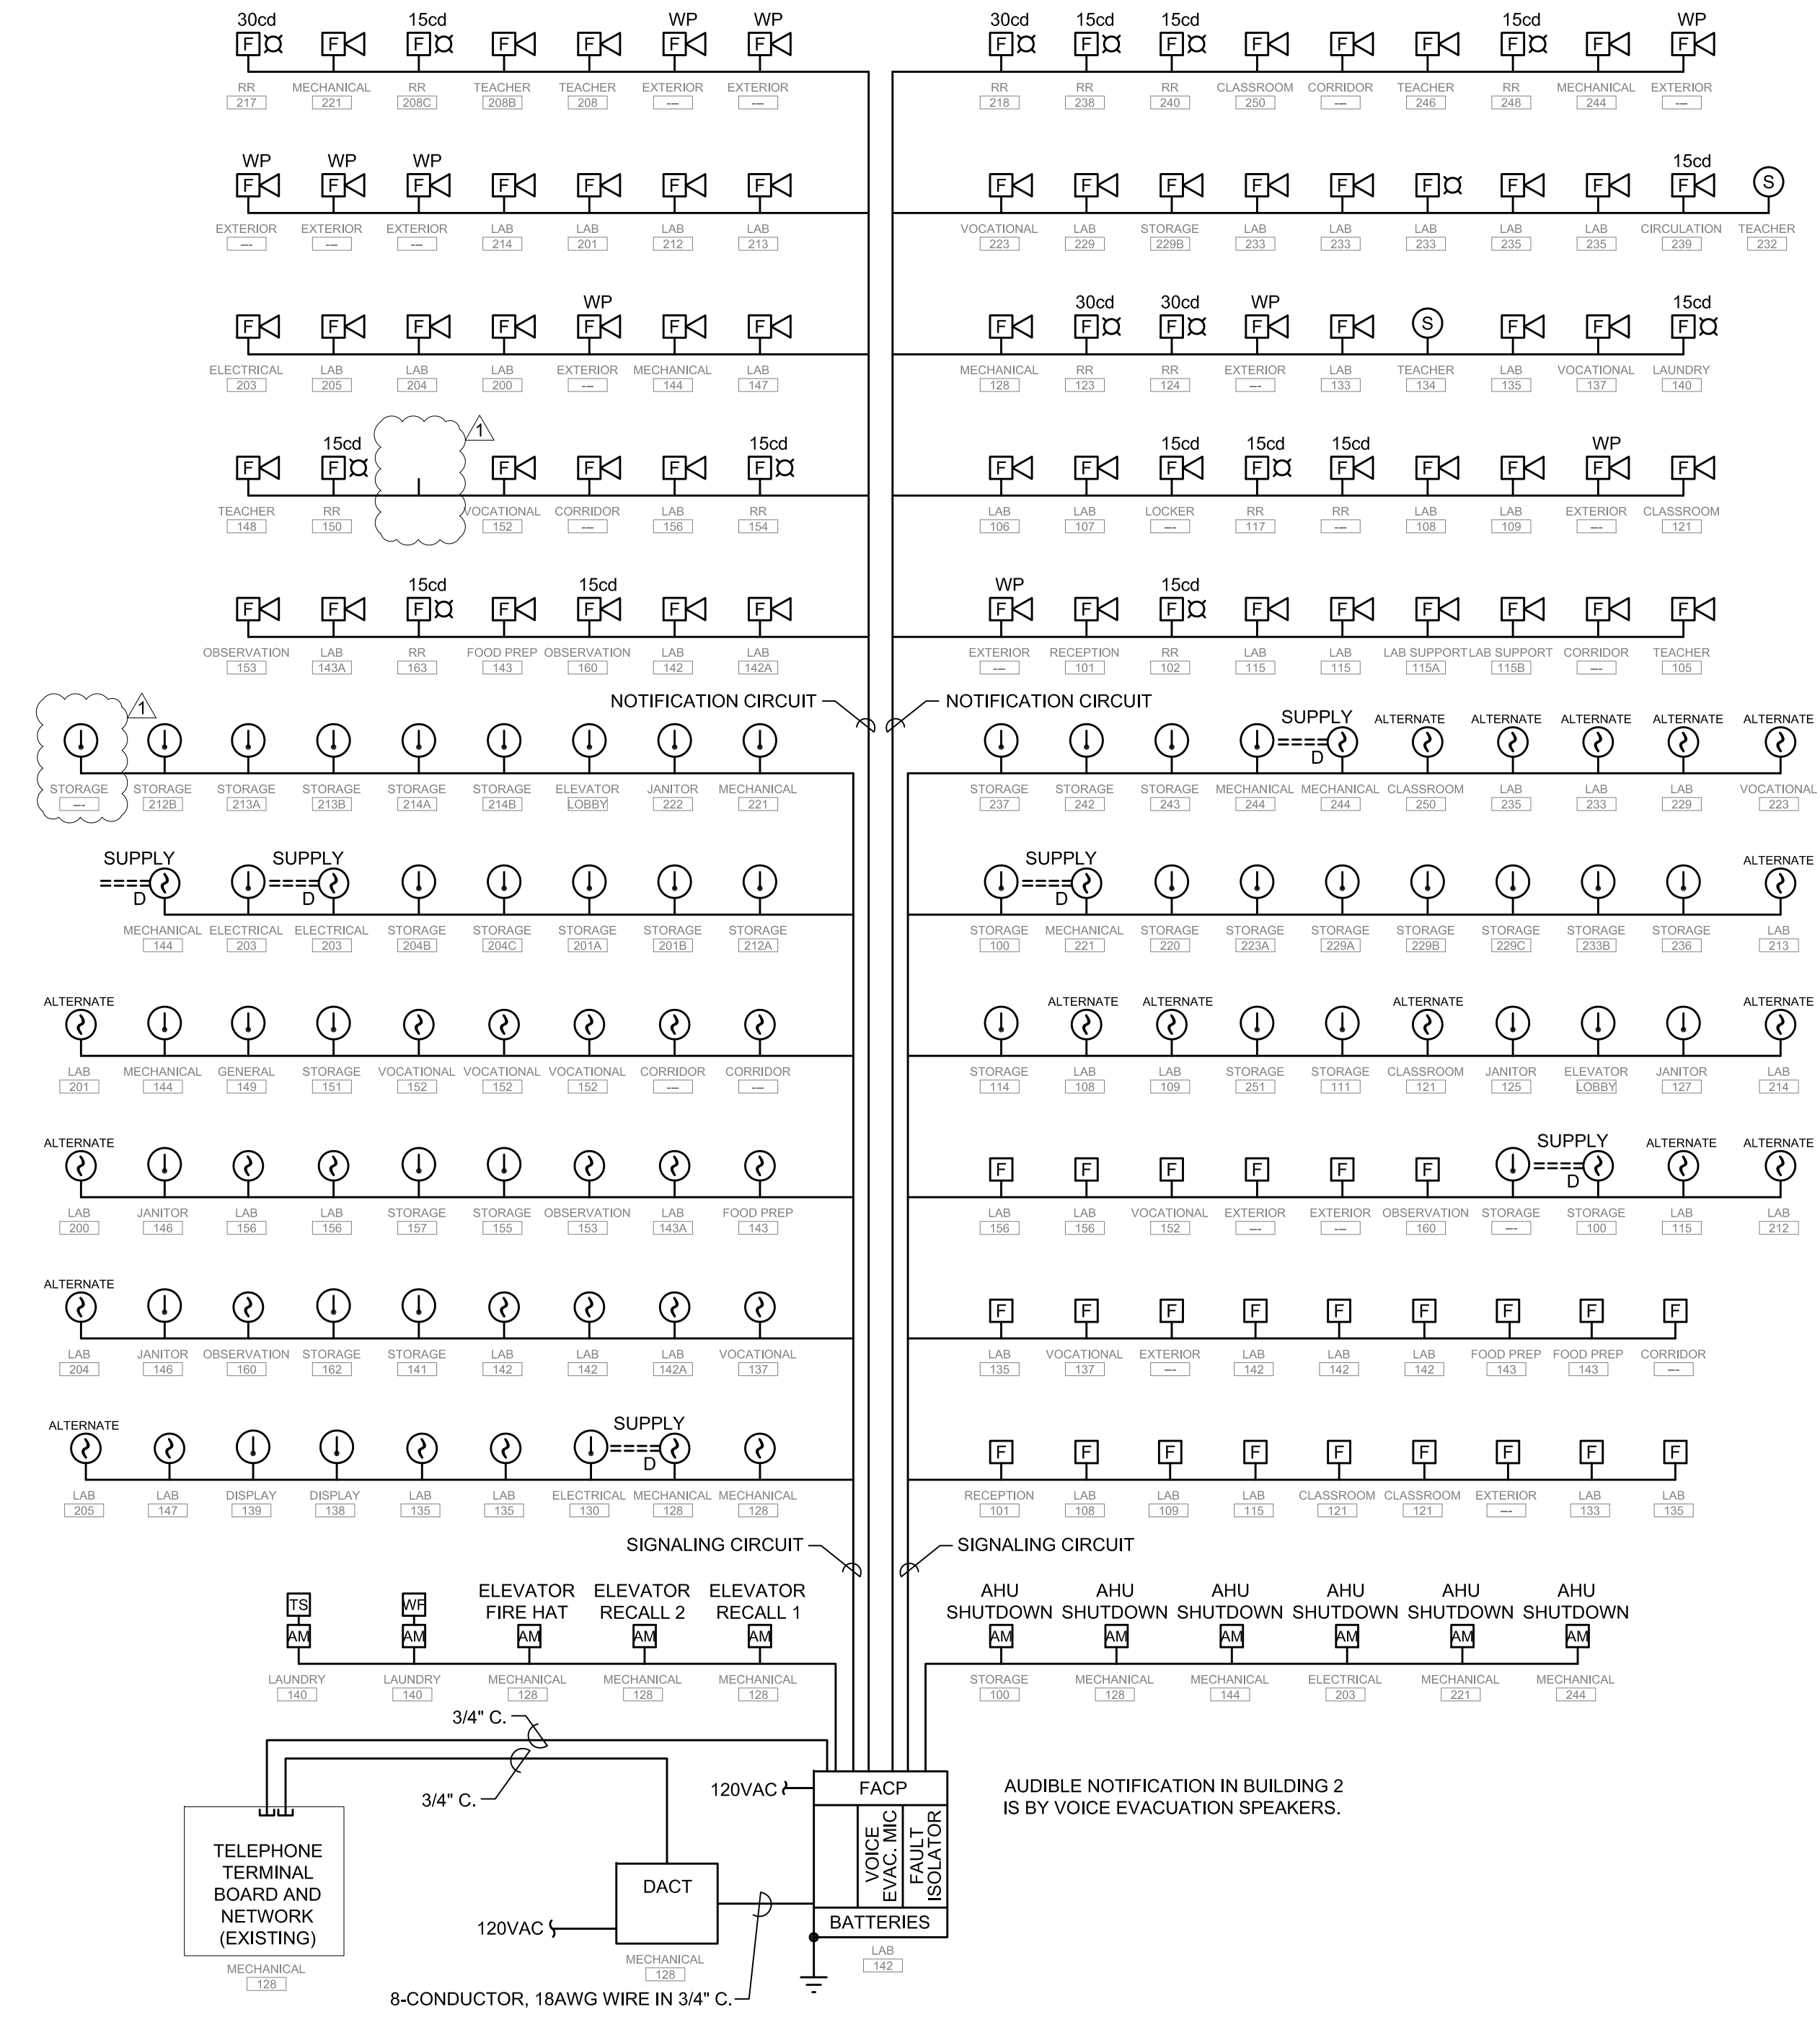 30cd 15cd WP WP 30cd 15cd 15cd 15cd WP
F F F F F F F F F F F F F F F F
RR MECHANICAL RR TEACHER TEACHER EXTERIOR EXTERIOR RR RR RR CLASSROOM CORRIDOR TEACHER RR MECHANICAL EXTERIOR
217 221 208C 208B 208 --- --- 218 238 240 250 --- 246 248 244 ---
WP WP WP 15cd
F F F F F F F F F F F F F F F F S
EXTERIOR EXTERIOR EXTERIOR LAB LAB LAB LAB VOCATIONAL LAB STORAGE LAB LAB LAB LAB LAB CIRCULATION TEACHER
--- --- --- 214 201 212 213 223 229 229B 233 233 233 235 235 239 232
WP 30cd 30cd WP 15cd
F F F F F F F F F F F F S F F F
ELECTRICAL LAB LAB LAB EXTERIOR MECHANICAL LAB MECHANICAL RR RR EXTERIOR LAB TEACHER LAB VOCATIONAL LAUNDRY
203 205 204 200 --- 144 147 128 123 124 --- 133 134 135 137 140
1
15cd 15cd 15cd 15cd 15cd WP
F F F F F F F F F F F F F F F
TEACHER RR VOCATIONAL CORRIDOR LAB RR LAB LAB LOCKER RR RR LAB LAB EXTERIOR CLASSROOM
148 150 152 --- 156 154 106 107 --- 117 --- 108 109 --- 121
15cd 15cd WP 15cd
F F F F F F F F F F F F F F F F
OBSERVATION LAB RR FOOD PREP OBSERVATION LAB LAB EXTERIOR RECEPTION RR LAB LAB LAB SUPPORT LAB SUPPORT CORRIDOR TEACHER
153 143A 163 143 160 142 142A --- 101 102 115 115 115A 115B --- 105
1 NOTIFICATION CIRCUIT NOTIFICATION CIRCUIT
SUPPLY ALTERNATE ALTERNATE ALTERNATE ALTERNATE ALTERNATE
D
STORAGE STORAGE STORAGE STORAGE STORAGE STORAGE ELEVATOR JANITOR MECHANICAL STORAGE STORAGE STORAGE MECHANICAL MECHANICAL CLASSROOM LAB LAB LAB VOCATIONAL
--- 212B 213A 213B 214A 214B LOBBY 222 221 237 242 243 244 244 250 235 233 229 223
SUPPLY SUPPLY SUPPLY ALTERNATE
D D D
MECHANICAL ELECTRICAL ELECTRICAL STORAGE STORAGE STORAGE STORAGE STORAGE STORAGE MECHANICAL STORAGE STORAGE STORAGE STORAGE STORAGE STORAGE STORAGE LAB
144 203 203 204B 204C 201A 201B 212A 100 221 220 223A 229A 229B 229C 233B 236 213
ALTERNATE ALTERNATE ALTERNATE ALTERNATE ALTERNATE
LAB MECHANICAL GENERAL STORAGE VOCATIONAL VOCATIONAL VOCATIONAL CORRIDOR CORRIDOR STORAGE LAB LAB STORAGE STORAGE CLASSROOM JANITOR ELEVATOR JANITOR LAB
201 144 149 151 152 152 152 --- --- 114 108 109 251 111 121 125 LOBBY 127 214
ALTERNATE SUPPLY ALTERNATE ALTERNATE
F F F F F F D
LAB JANITOR LAB LAB STORAGE STORAGE OBSERVATION LAB FOOD PREP LAB LAB VOCATIONAL EXTERIOR EXTERIOR OBSERVATION STORAGE STORAGE LAB LAB
200 146 156 156 157 155 153 143A 143 156 156 152 --- --- 160 --- 100 115 212
ALTERNATE
F F F F F F F F F
LAB JANITOR OBSERVATION STORAGE STORAGE LAB LAB LAB VOCATIONAL LAB VOCATIONAL EXTERIOR LAB LAB LAB FOOD PREP FOOD PREP CORRIDOR
204 146 160 162 141 142 142 142A 137 135 137 --- 142 142 142 143 143 ---
ALTERNATE SUPPLY
D F F F F F F F F F
LAB LAB DISPLAY DISPLAY LAB LAB ELECTRICAL MECHANICAL MECHANICAL RECEPTION LAB LAB LAB CLASSROOM CLASSROOM EXTERIOR LAB LAB
205 147 139 138 135 135 130 128 128 101 108 109 115 121 121 --- 133 135
SIGNALING CIRCUIT SIGNALING CIRCUIT
ELEVATOR ELEVATOR ELEVATOR AHU AHU AHU AHU AHU AHU
TS WF FIRE HAT RECALL 2 RECALL 1 SHUTDOWN SHUTDOWN SHUTDOWN SHUTDOWN SHUTDOWN SHUTDOWN
AM AM AM AM AM AM AM AM AM AM AM
LAUNDRY LAUNDRY MECHANICAL MECHANICAL MECHANICAL STORAGE MECHANICAL MECHANICAL ELECTRICAL MECHANICAL MECHANICAL
140 140 128 128 128 100 128 144 203 221 244
3/4" C.
3/4" C.
120VAC FACP
VOICE
EVAC. MIC
FAULT
ISOLATOR
BATTERIES
LAB
142
AUDIBLE NOTIFICATION IN BUILDING 2
IS BY VOICE EVACUATION SPEAKERS.
TELEPHONE
TERMINAL
BOARD AND
NETWORK
(EXISTING)
MECHANICAL
128
DACT
120VAC
MECHANICAL
128
8-CONDUCTOR, 18AWG WIRE IN 3/4" C.